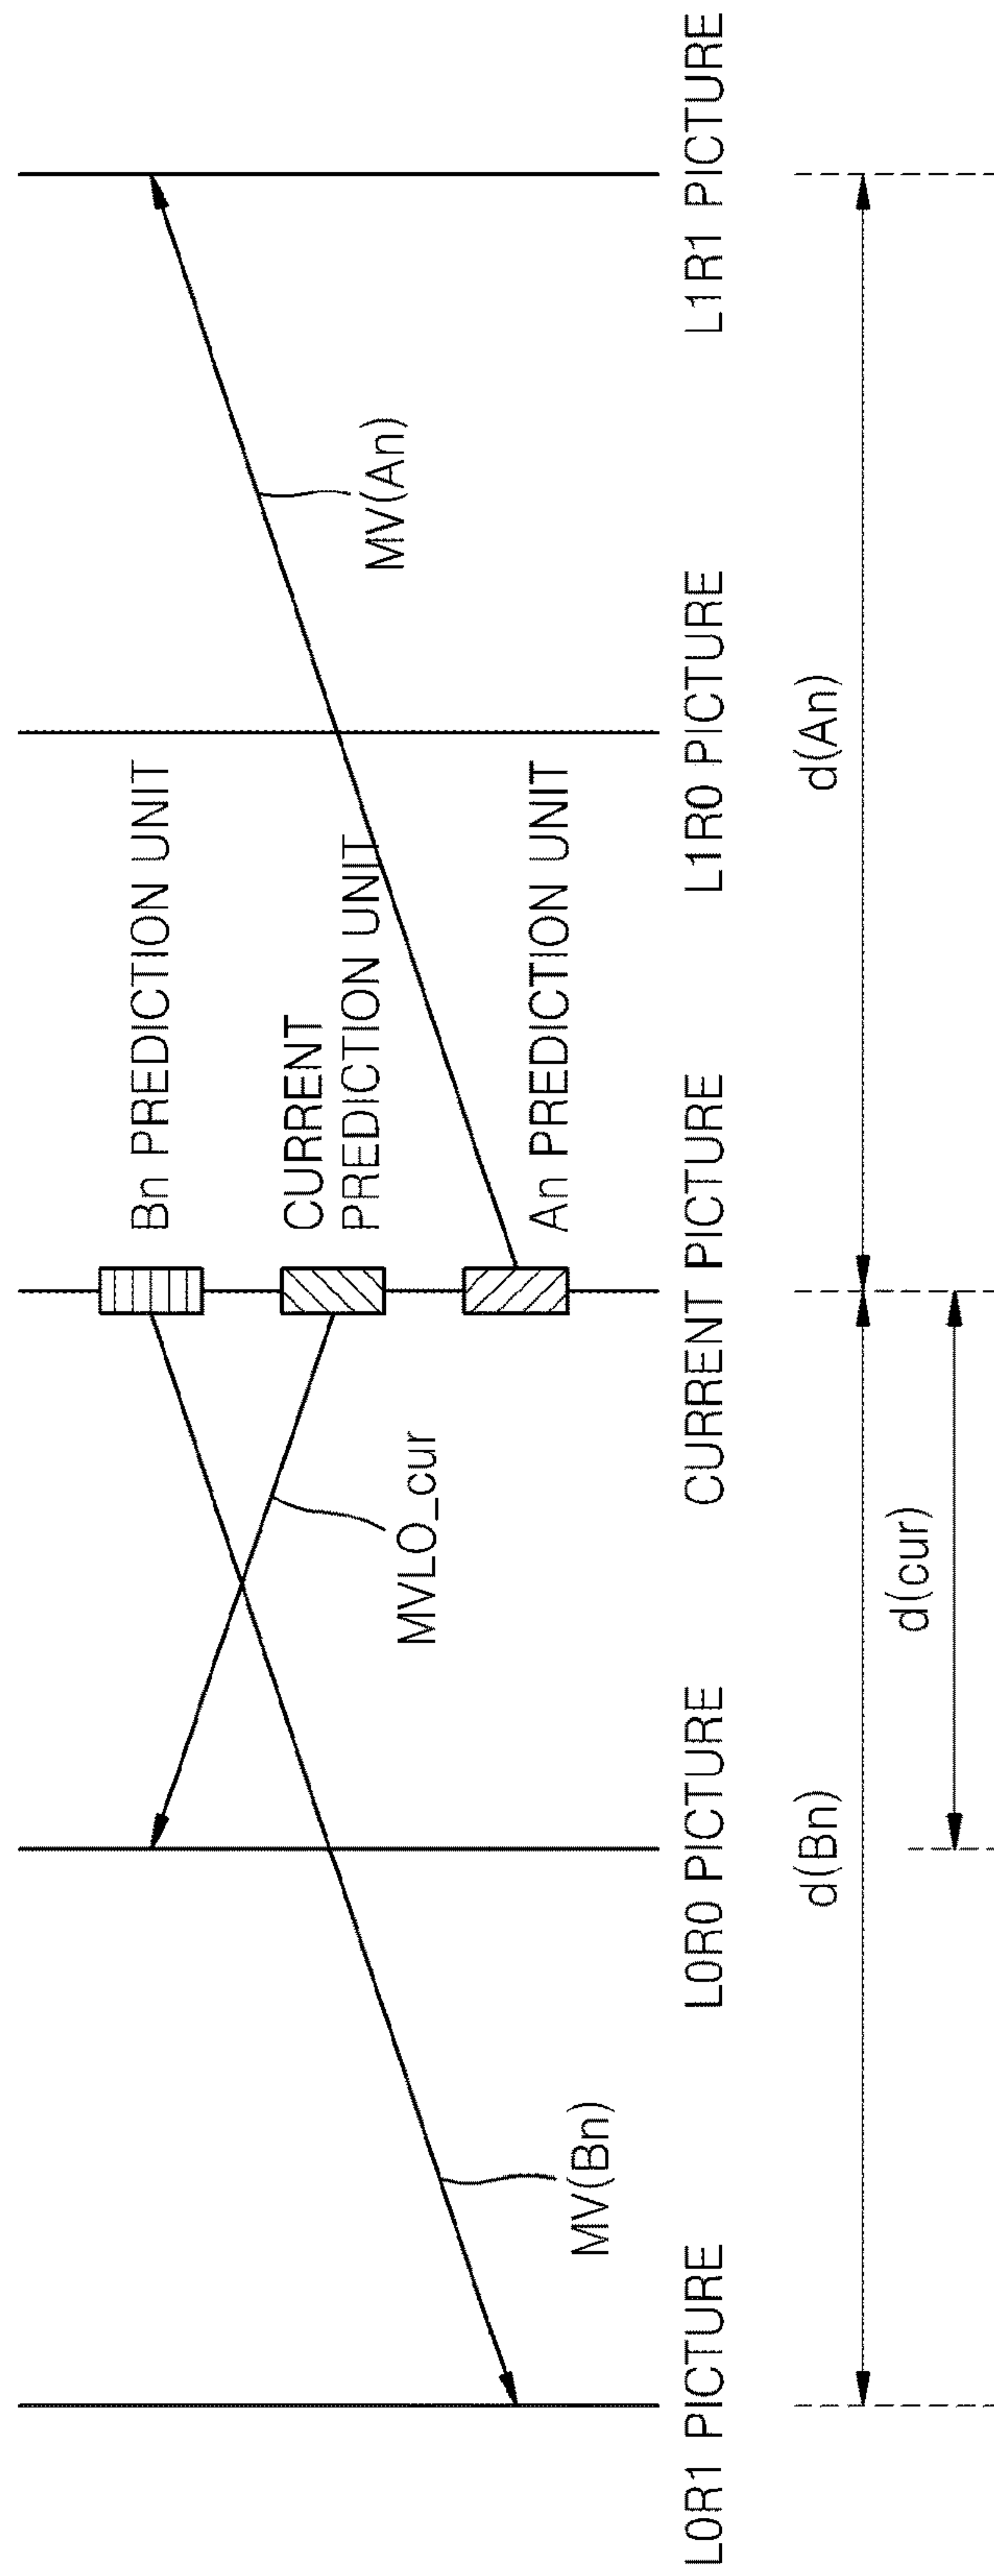 Bn PREDICTION UNIT
CURRENT
PREDICTION UNIT
MV(An)
MVL0_cur
An PREDICTION UNIT
MV(Bn)
L0R1 PICTURE
L0R0 PICTURE
CURRENT PICTURE
L1R0 PICTURE
L1R1 PICTURE
d(Bn)
d(An)
d(cur)